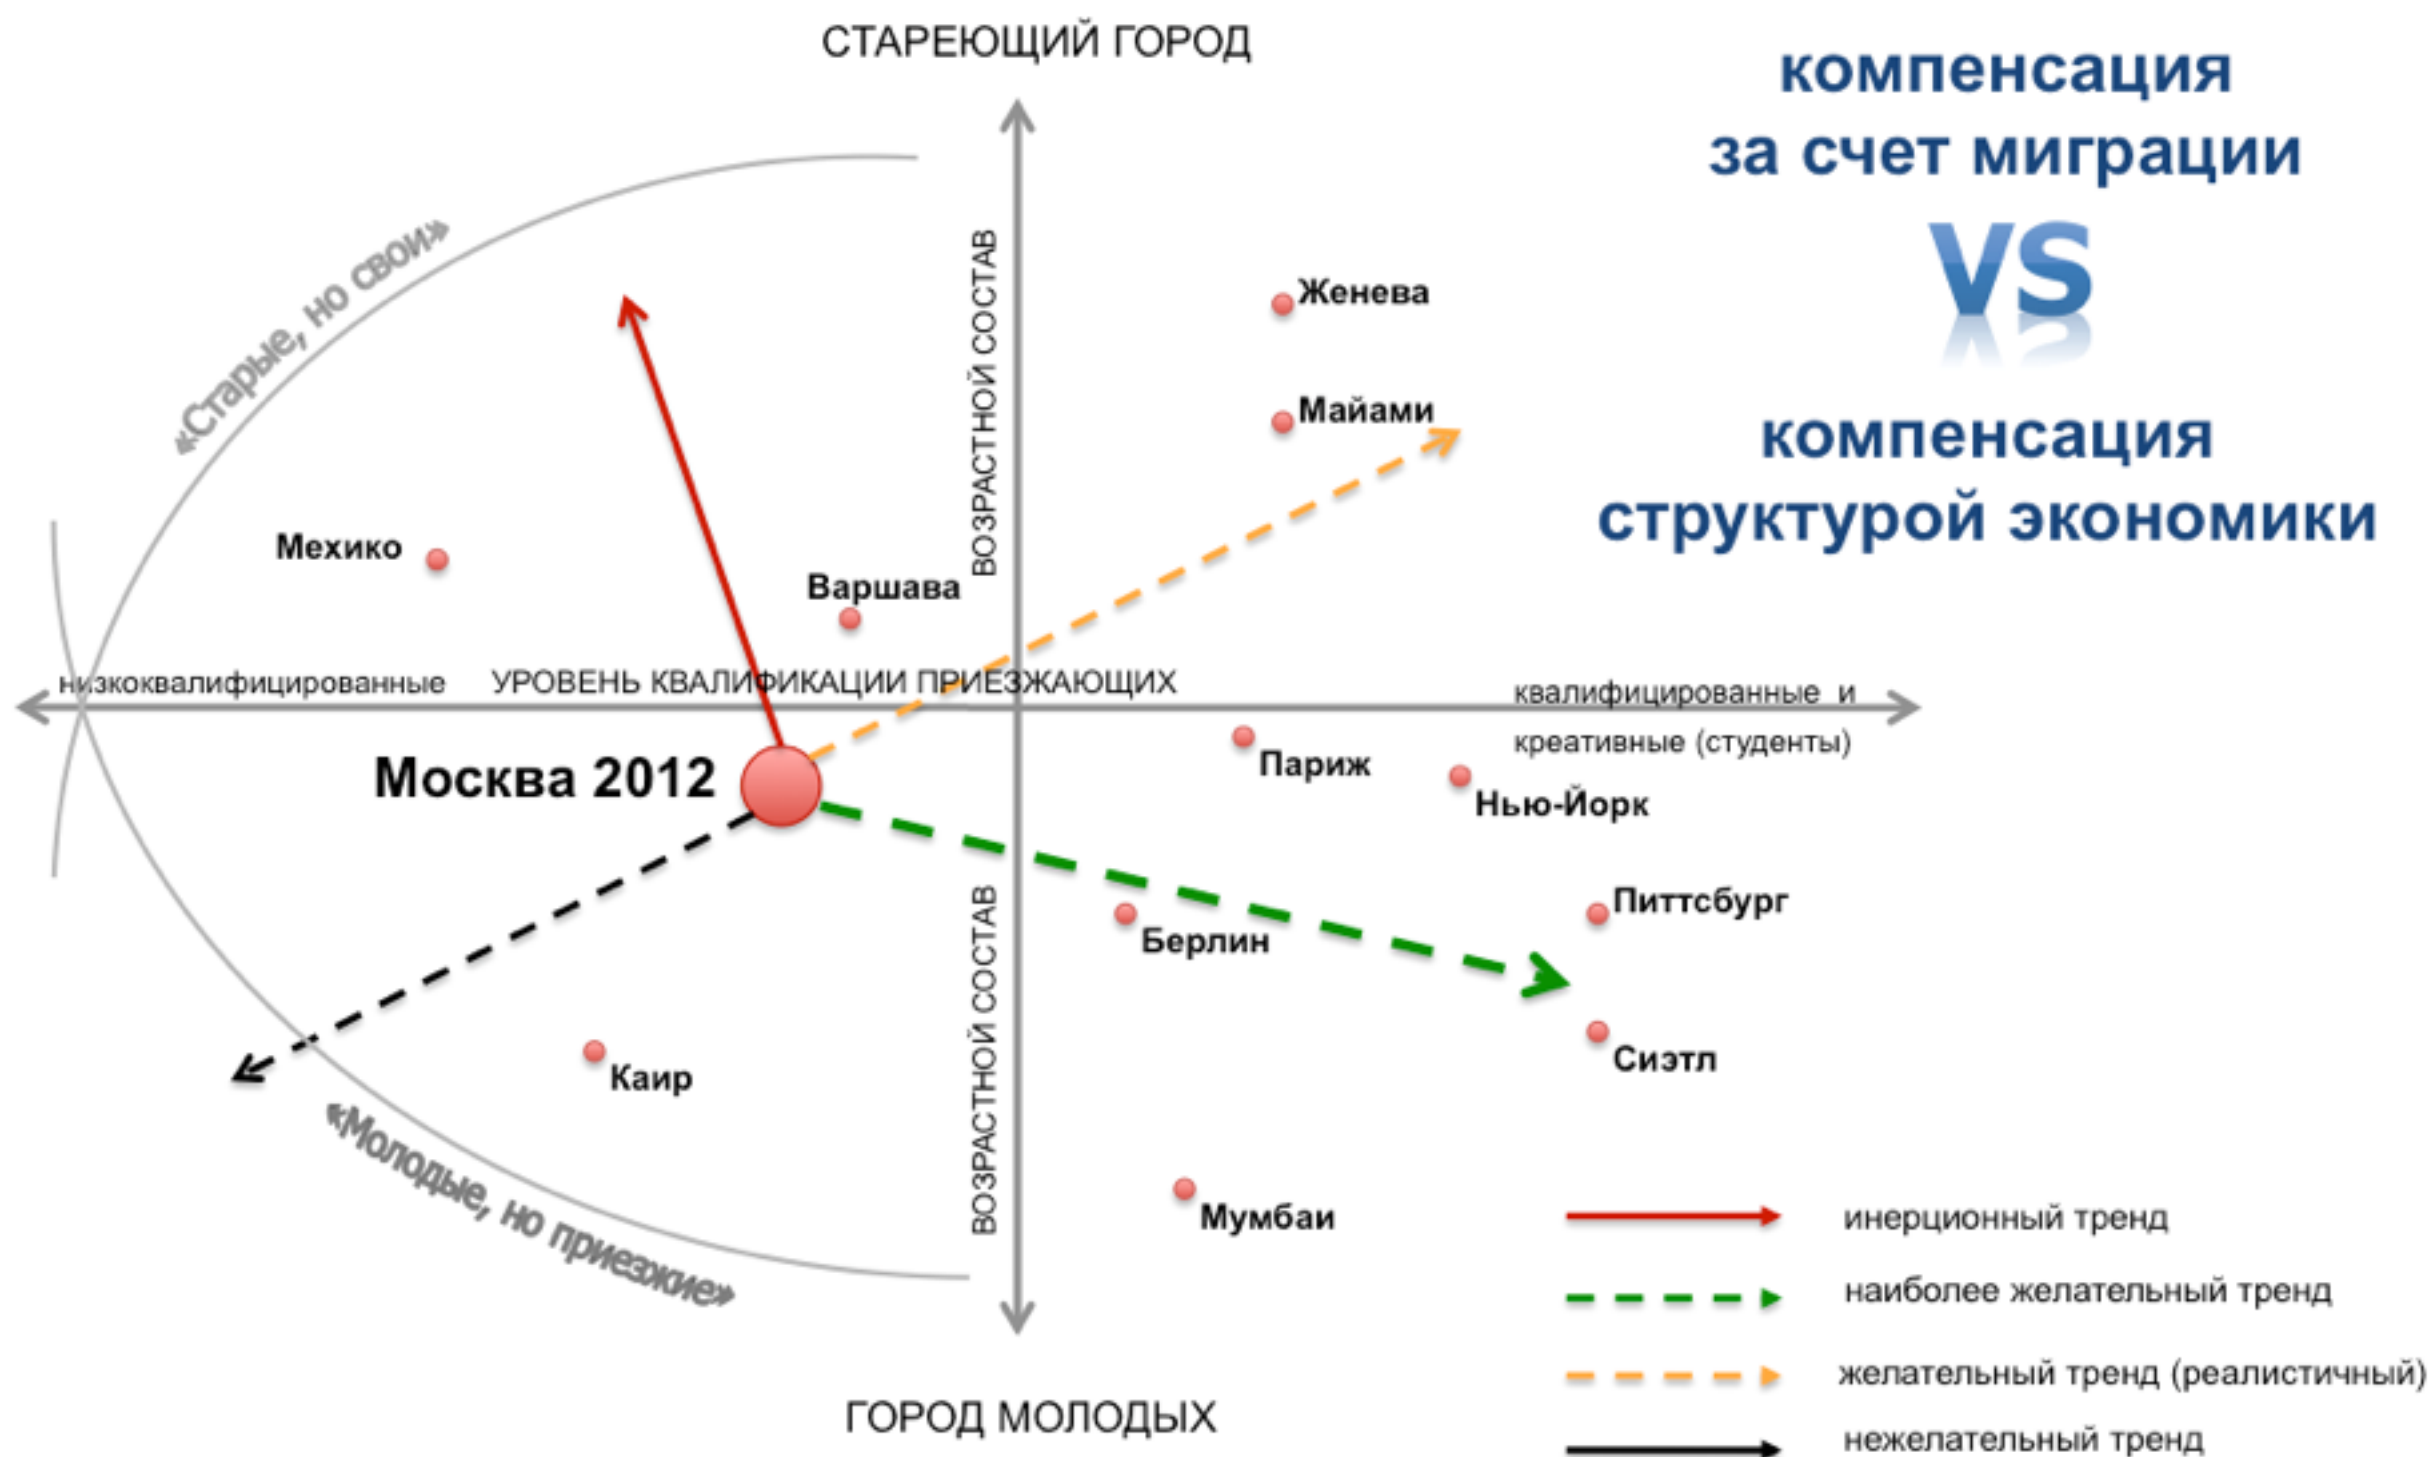 СТАРЕЮЩИЙ ГОРОД
компенсация
за счет миграции
VS
компенсация
структурой экономики
«Старые, но свои»
ВОЗРАСТНОЙ СОСТАВ
Женева
Майами
Мехико
Варшава
низкоквалифицированные
УРОВЕНЬ КВАЛИФИКАЦИИ ПРИЕЗЖАЮЩИХ
квалифицированные и
креативные (студенты)
Москва 2012
Париж
Нью-Йорк
Питтсбург
Берлин
ВОЗРАСТНОЙ СОСТАВ
Сиэтл
Каир
«Молодые, но приезжие»
Мумбаи
инерционный тренд
наиболее желательный тренд
желательный тренд (реалистичный)
нежелательный тренд
ГОРОД МОЛОДЫХ